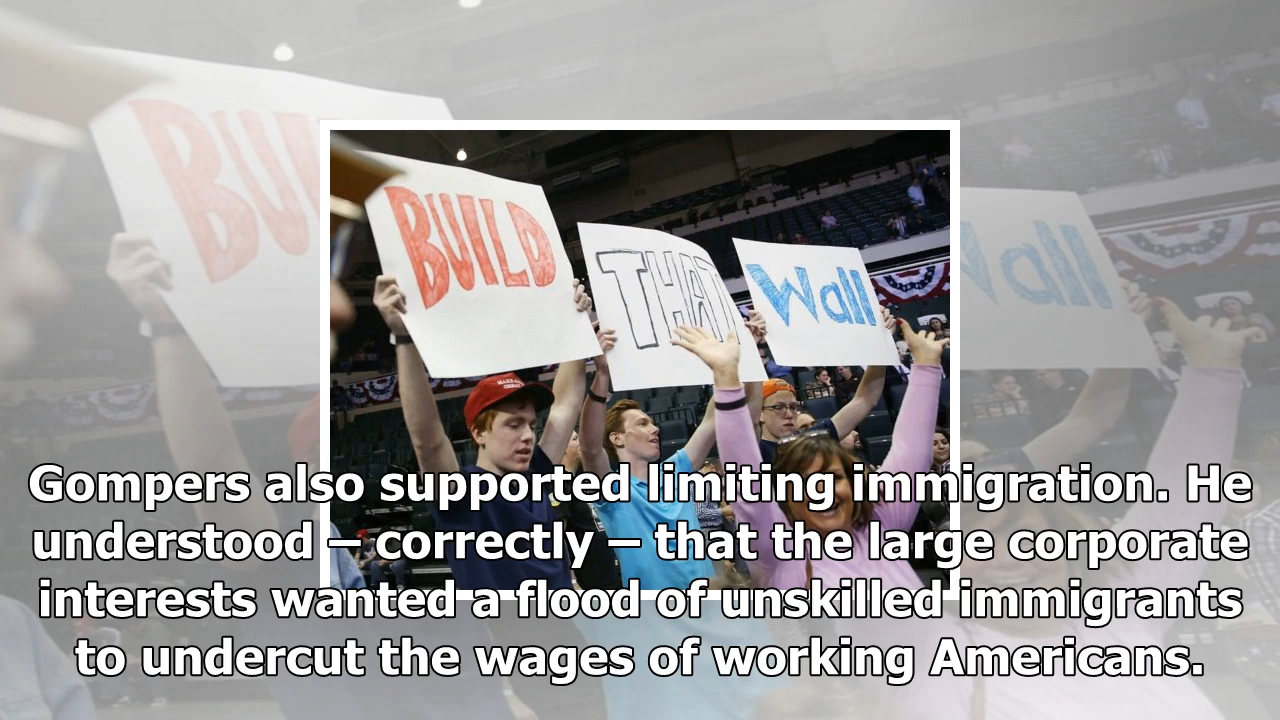 BUILD
THAT
Wall
Gompers also supported limiting immigration. He
understood – correctly – that the large corporate
interests wanted a flood of unskilled immigrants
to undercut the wages of working Americans.